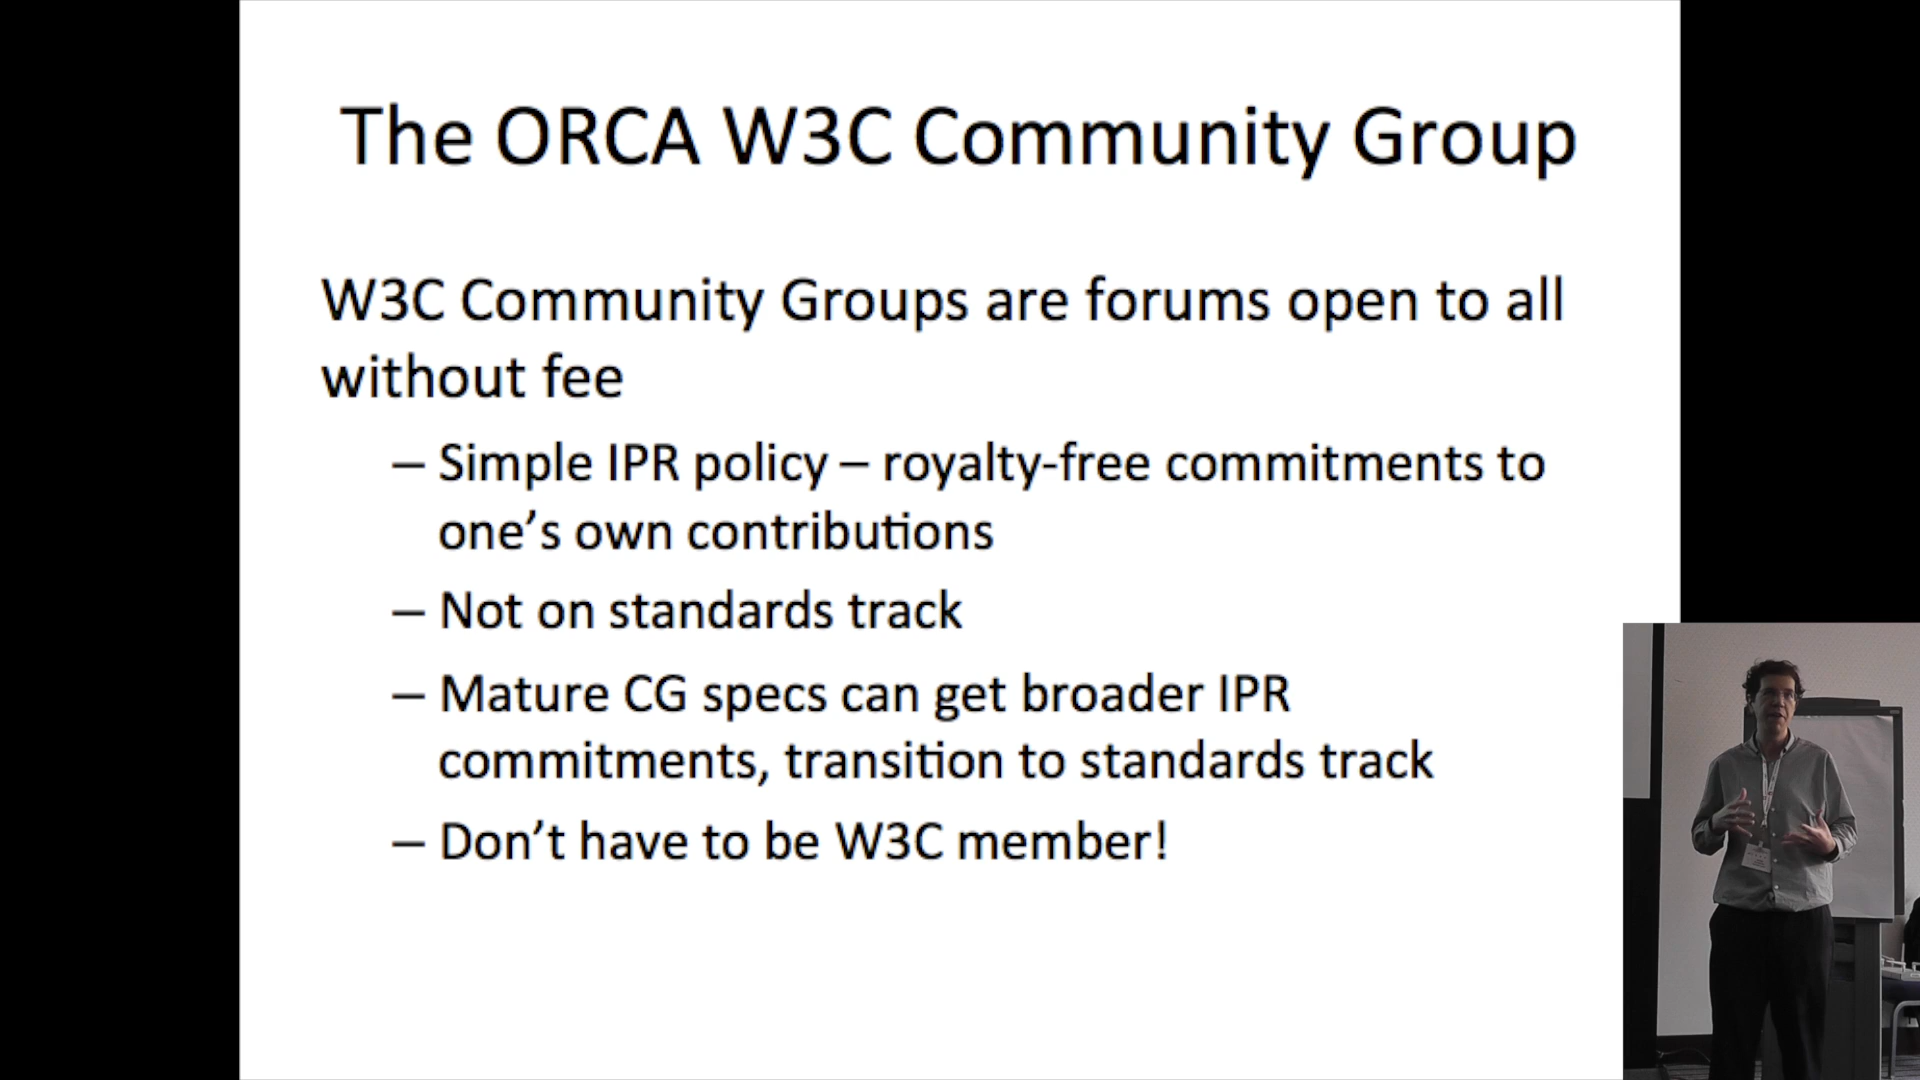 The ORCA W3C Community Group
W3C Community Groups are forums open to all
without fee
– Simple IPR policy – royalty-free commitments to
one’s own contributions
– Not on standards track
– Mature CG specs can get broader IPR
commitments, transition to standards track
– Don’t have to be W3C member!